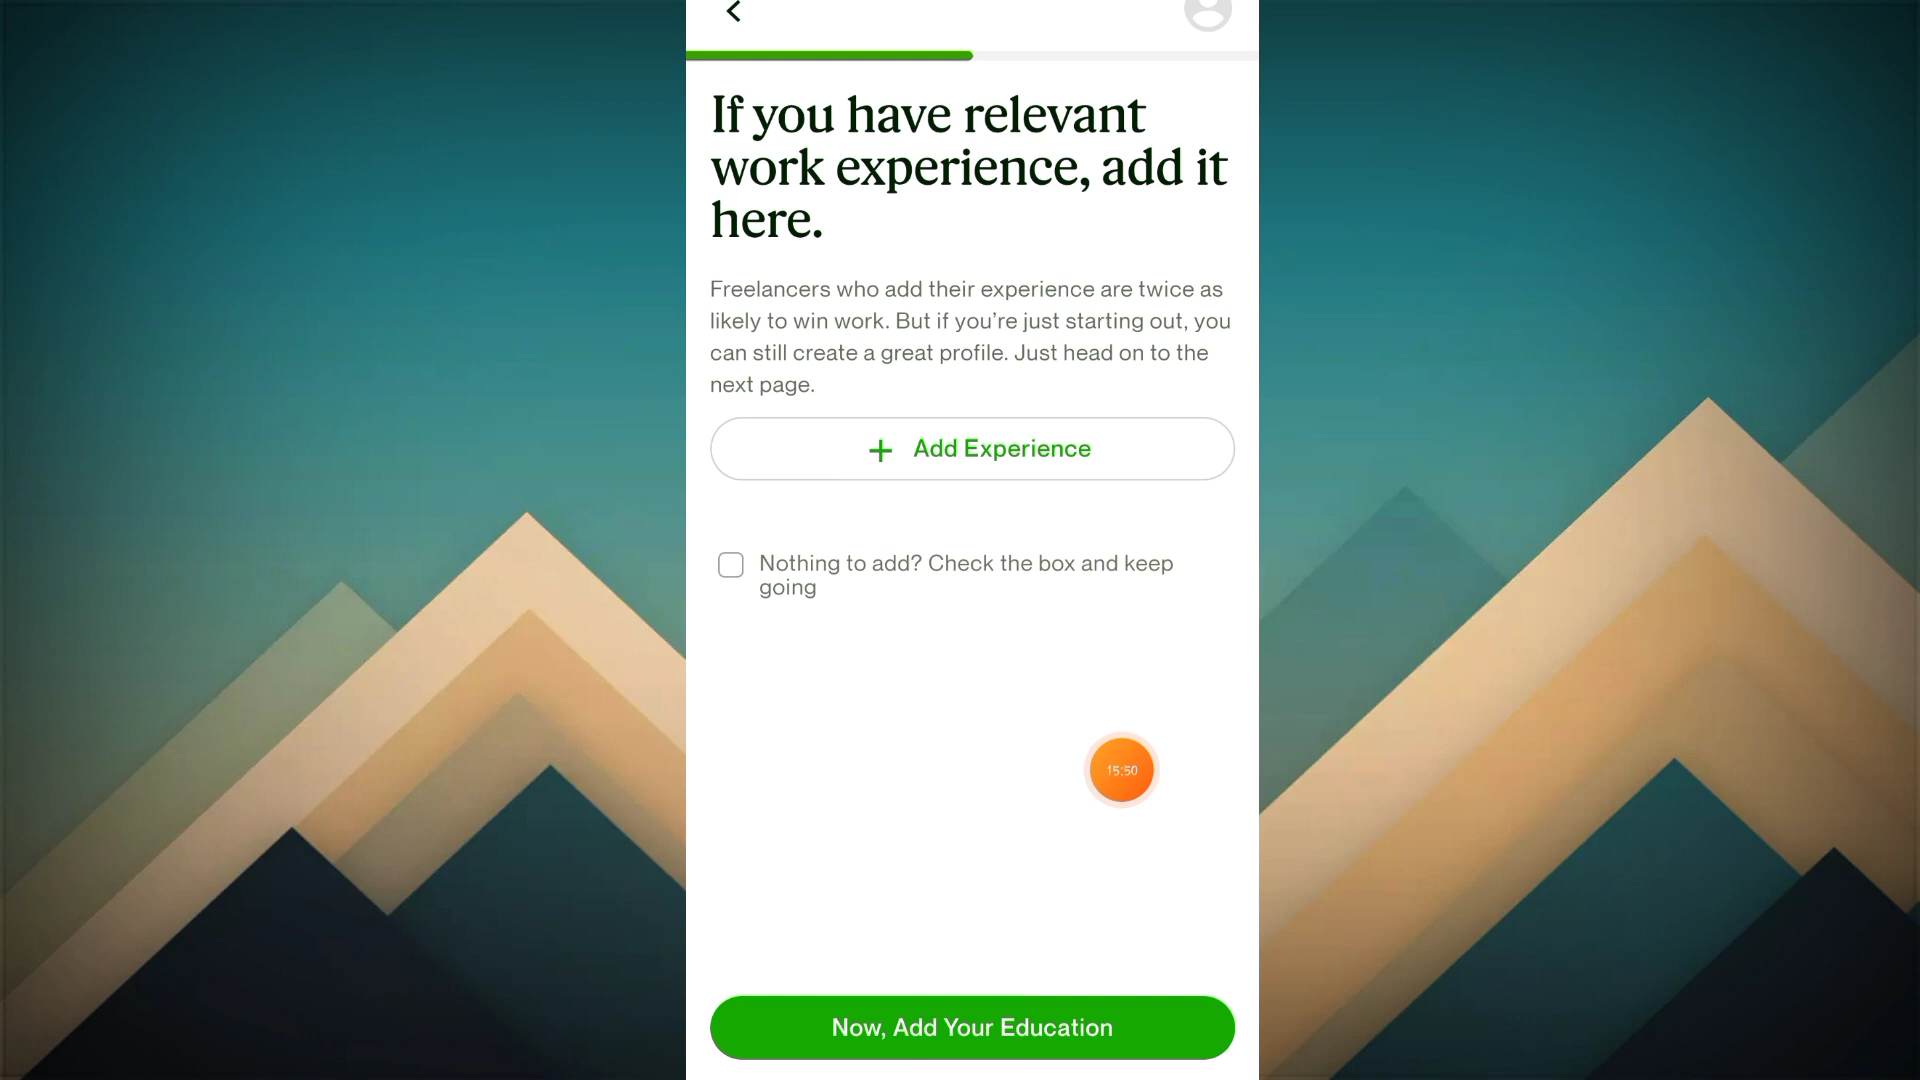 If you have relevant
work experience, add it
here.
Freelancers who add their experience are twice as
likely to win work. But if you’re just starting out, you
can still create a great profile. Just head on to the
next page.
+ Add Experience
Nothing to add? Check the box and keep
going
15:50
Now, Add Your Education